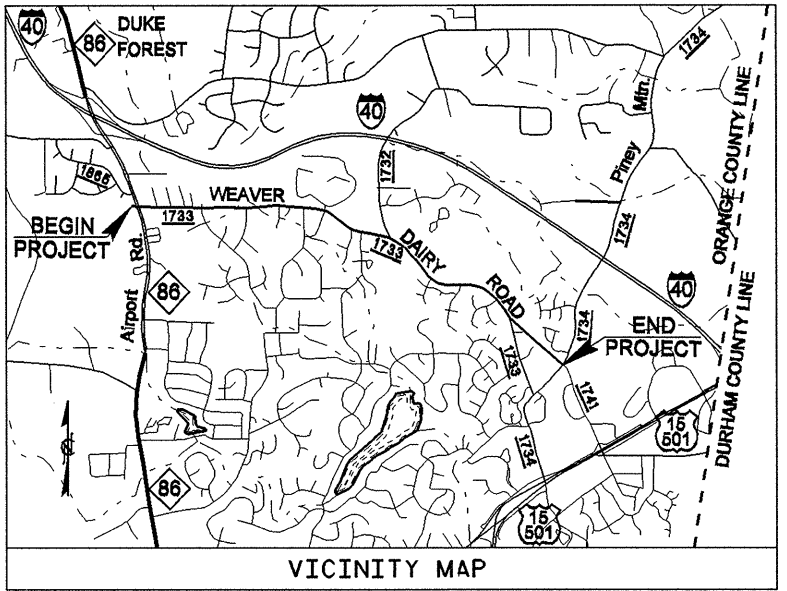 40
86
DUKE
FOREST
1734
40
Mtn.
Piney
ORANGE COUNTY LINE
1865
1732
WEAVER
1733
BEGIN
PROJECT
1733
DAIRY
ROAD
1734
Airport Rd.
86
40
1734
END
PROJECT
1733
1741
DURHAM COUNTY LINE
15
501
1734
86
15
501
VICINITY MAP